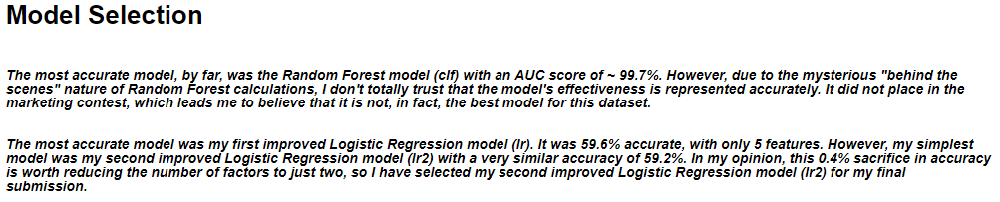 Model Selection
The most accurate model, by far, was the Random Forest model (clf) with an AUC score of ~ 99.7%. However, due to the mysterious "behind the
scenes" nature of Random Forest calculations, I don't totally trust that the model's effectiveness is represented accurately. It did not place in the
marketing contest, which leads me to believe that it is not, in fact, the best model for this dataset.
The most accurate model was my first improved Logistic Regression model (lr). It was 59.6% accurate, with only 5 features. However, my simplest
model was my second improved Logistic Regression model (lr2) with a very similar accuracy of 59.2%. In my opinion, this 0.4% sacrifice in accuracy
is worth reducing the number of factors to just two, so I have selected my second improved Logistic Regression model (lr2) for my final
submission.